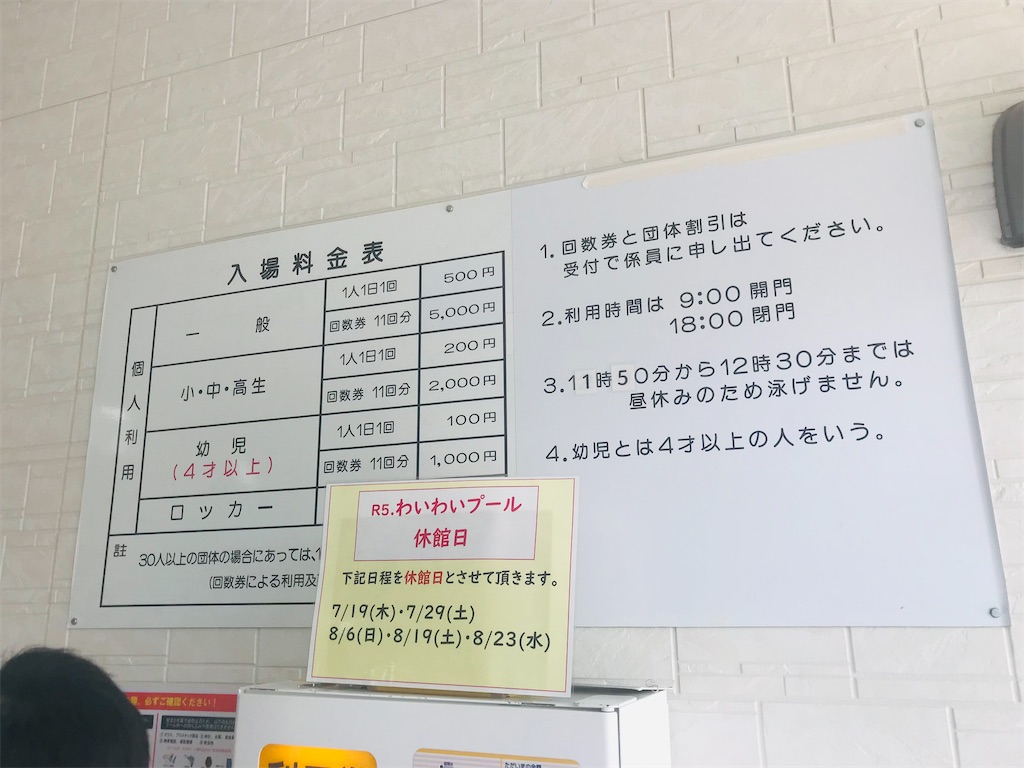 入場料金表
個人利用
一般
1人1日1回 500円
回数券 11回分 5,000円
小・中・高生
1人1日1回 200円
回数券 11回分 2,000円
幼児
(4才以上)
1人1日1回 100円
回数券 11回分 1,000円
ロッカー
註
30人以上の団体の場合にあっては、
(回数券による利用及
1.回数券と団体割引は
受付で係員に申し出てください。
2.利用時間は 9:00 開門
18:00 閉門
3.11時50分から12時30分までは
昼休みのため泳げません。
4.幼児とは4才以上の人をいう。
R5.わいわいプール
休館日
下記日程を休館日とさせて頂きます。
7/19(木)・7/29(土)
8/6(日)・8/19(土)・8/23(水)
必ずご確認ください!